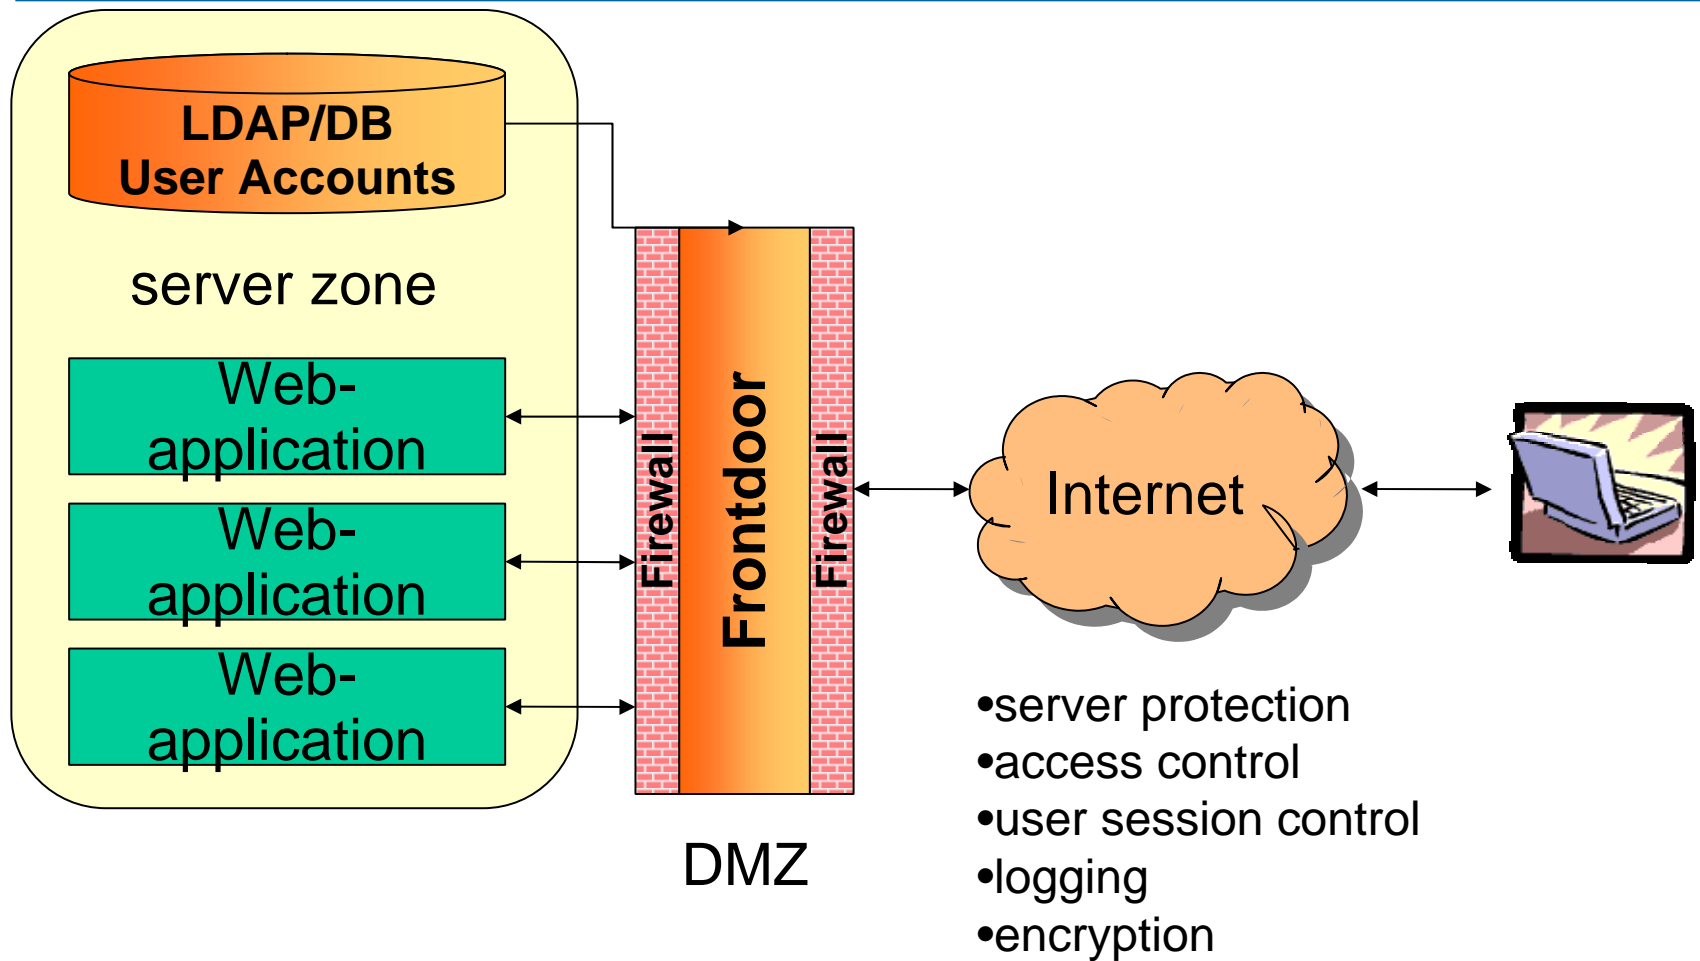 LDAP/DB
User Accounts
server zone
Web-
application
Web-
application
Web-
application
Firewall
Frontdoor
Firewall
DMZ
Internet
•server protection
•access control
•user session control
•logging
•encryption